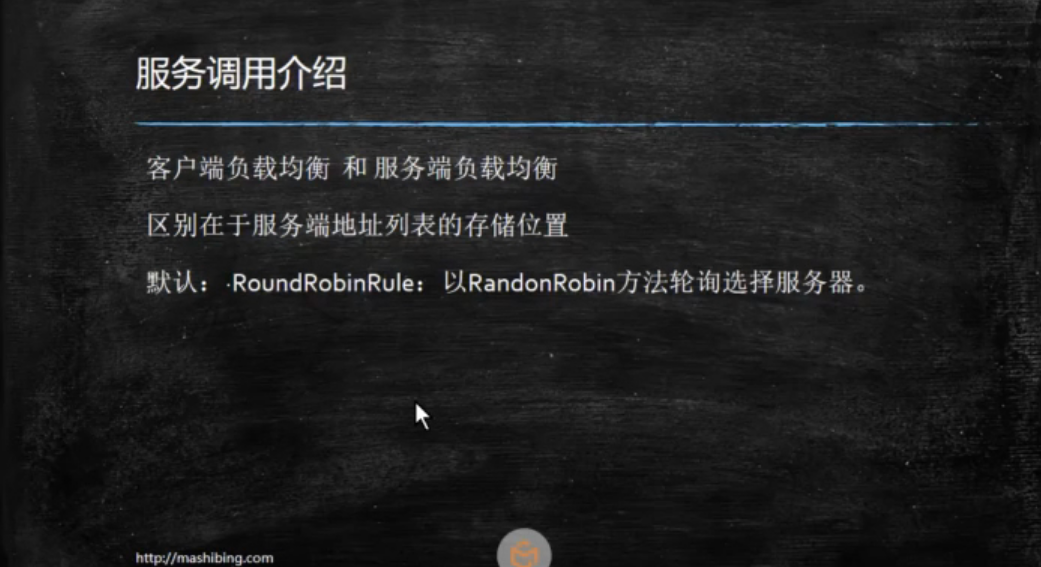 服务调用介绍
客户端负载均衡 和 服务端负载均衡
区别在于服务端地址列表的存储位置
默认：·RoundRobinRule：以RandonRobin方法轮询选择服务器。
http://mashibing.com